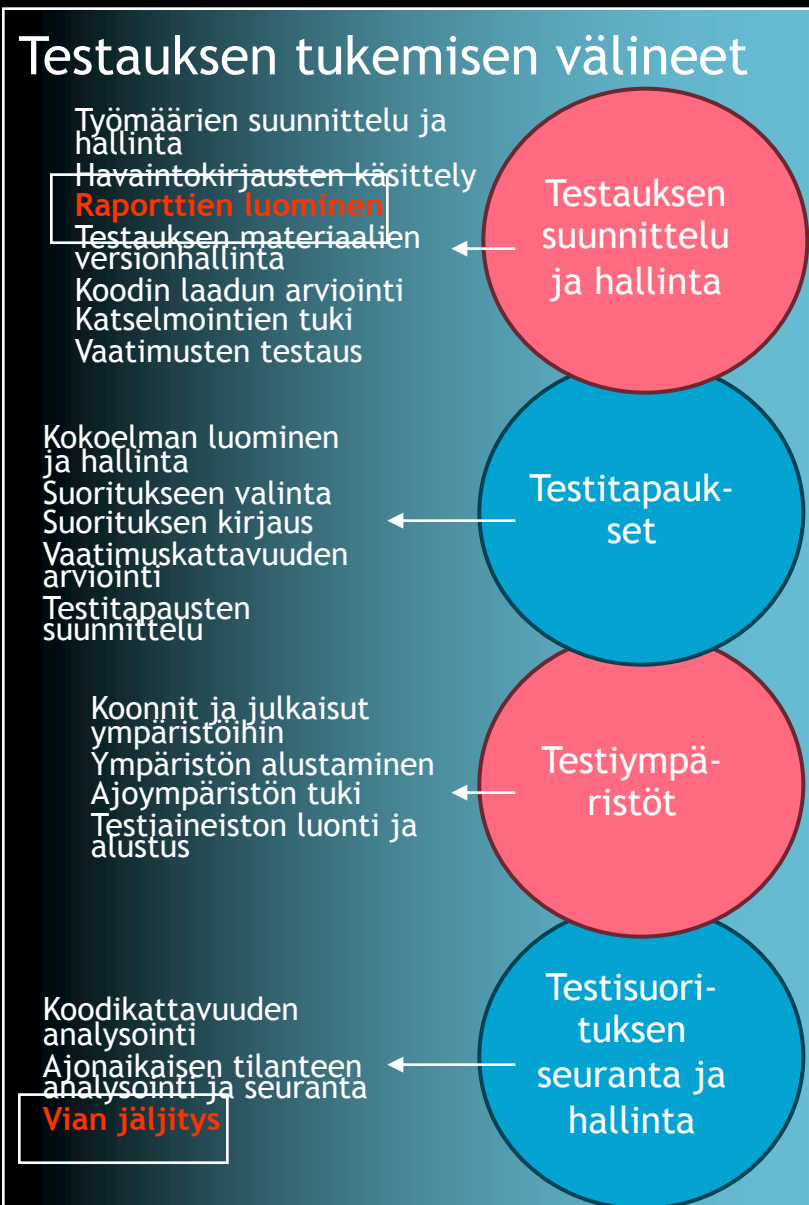 Testauksen tukemisen välineet
Työmäärien suunnittelu ja
hallinta
Havaintokirjausten käsittely
Raporttien luominen
Testauksen materiaalien
versionhallinta
Koodin laadun arviointi
Katselmointien tuki
Vaatimusten testaus
Testauksen
suunnittelu
ja hallinta
Kokoelman luominen
ja hallinta
Suoritukseen valinta
Suorituksen kirjaus
Vaatimuskattavuuden
arviointi
Testitapausten
suunnittelu
Testitapauk-
set
Koonnit ja julkaisut
ympäristöihin
Ympäristön alustaminen
Ajoympäristön tuki
Testiaineiston luonti ja
alustus
Testiympä-
ristöt
Koodikattavuuden
analysointi
Ajonaikaisen tilanteen
analysointi ja seuranta
Vian jäljitys
Testisuori-
tuksen
seuranta ja
hallinta